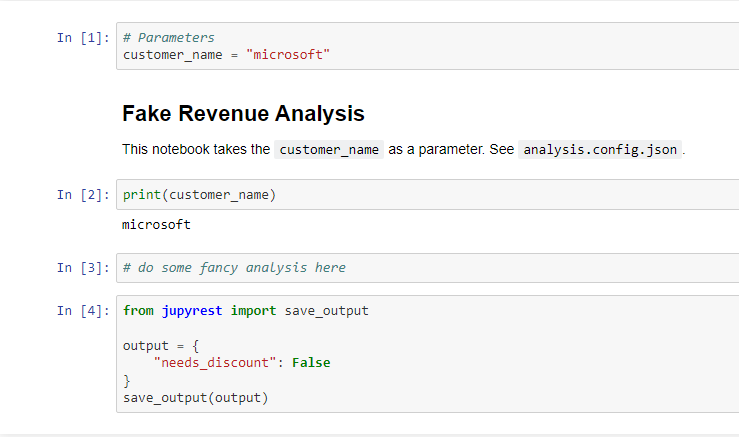 In [1]: # Parameters
customer_name = "microsoft"
Fake Revenue Analysis
This notebook takes the customer_name as a parameter. See analysis.config.json.
In [2]: print(customer_name)
microsoft
In [3]: # do some fancy analysis here
In [4]: from jupyrest import save_output
output = {
    "needs_discount": False
}
save_output(output)